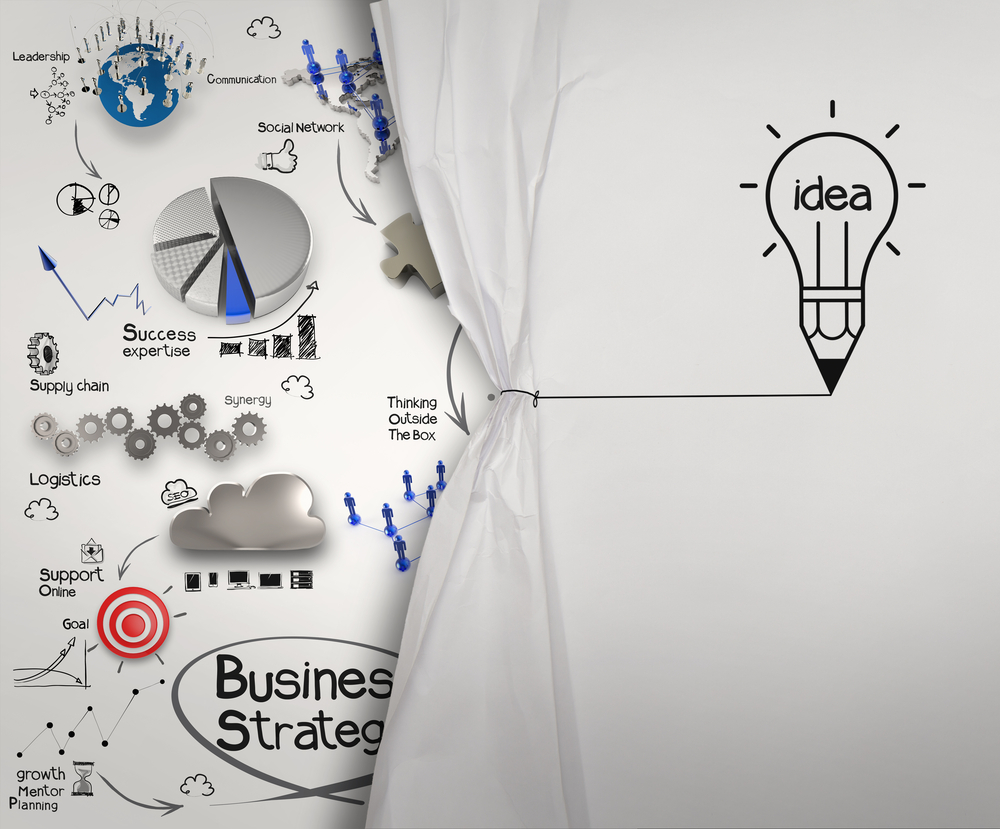 Leadership
Communication
Social Network
idea
Success
expertise
Supply chain
Synergy
Thinking
Outside
The Box
Logistics
SEO
Support
Online
Goal
Busines
Strateg
growth
Mentor
Planning